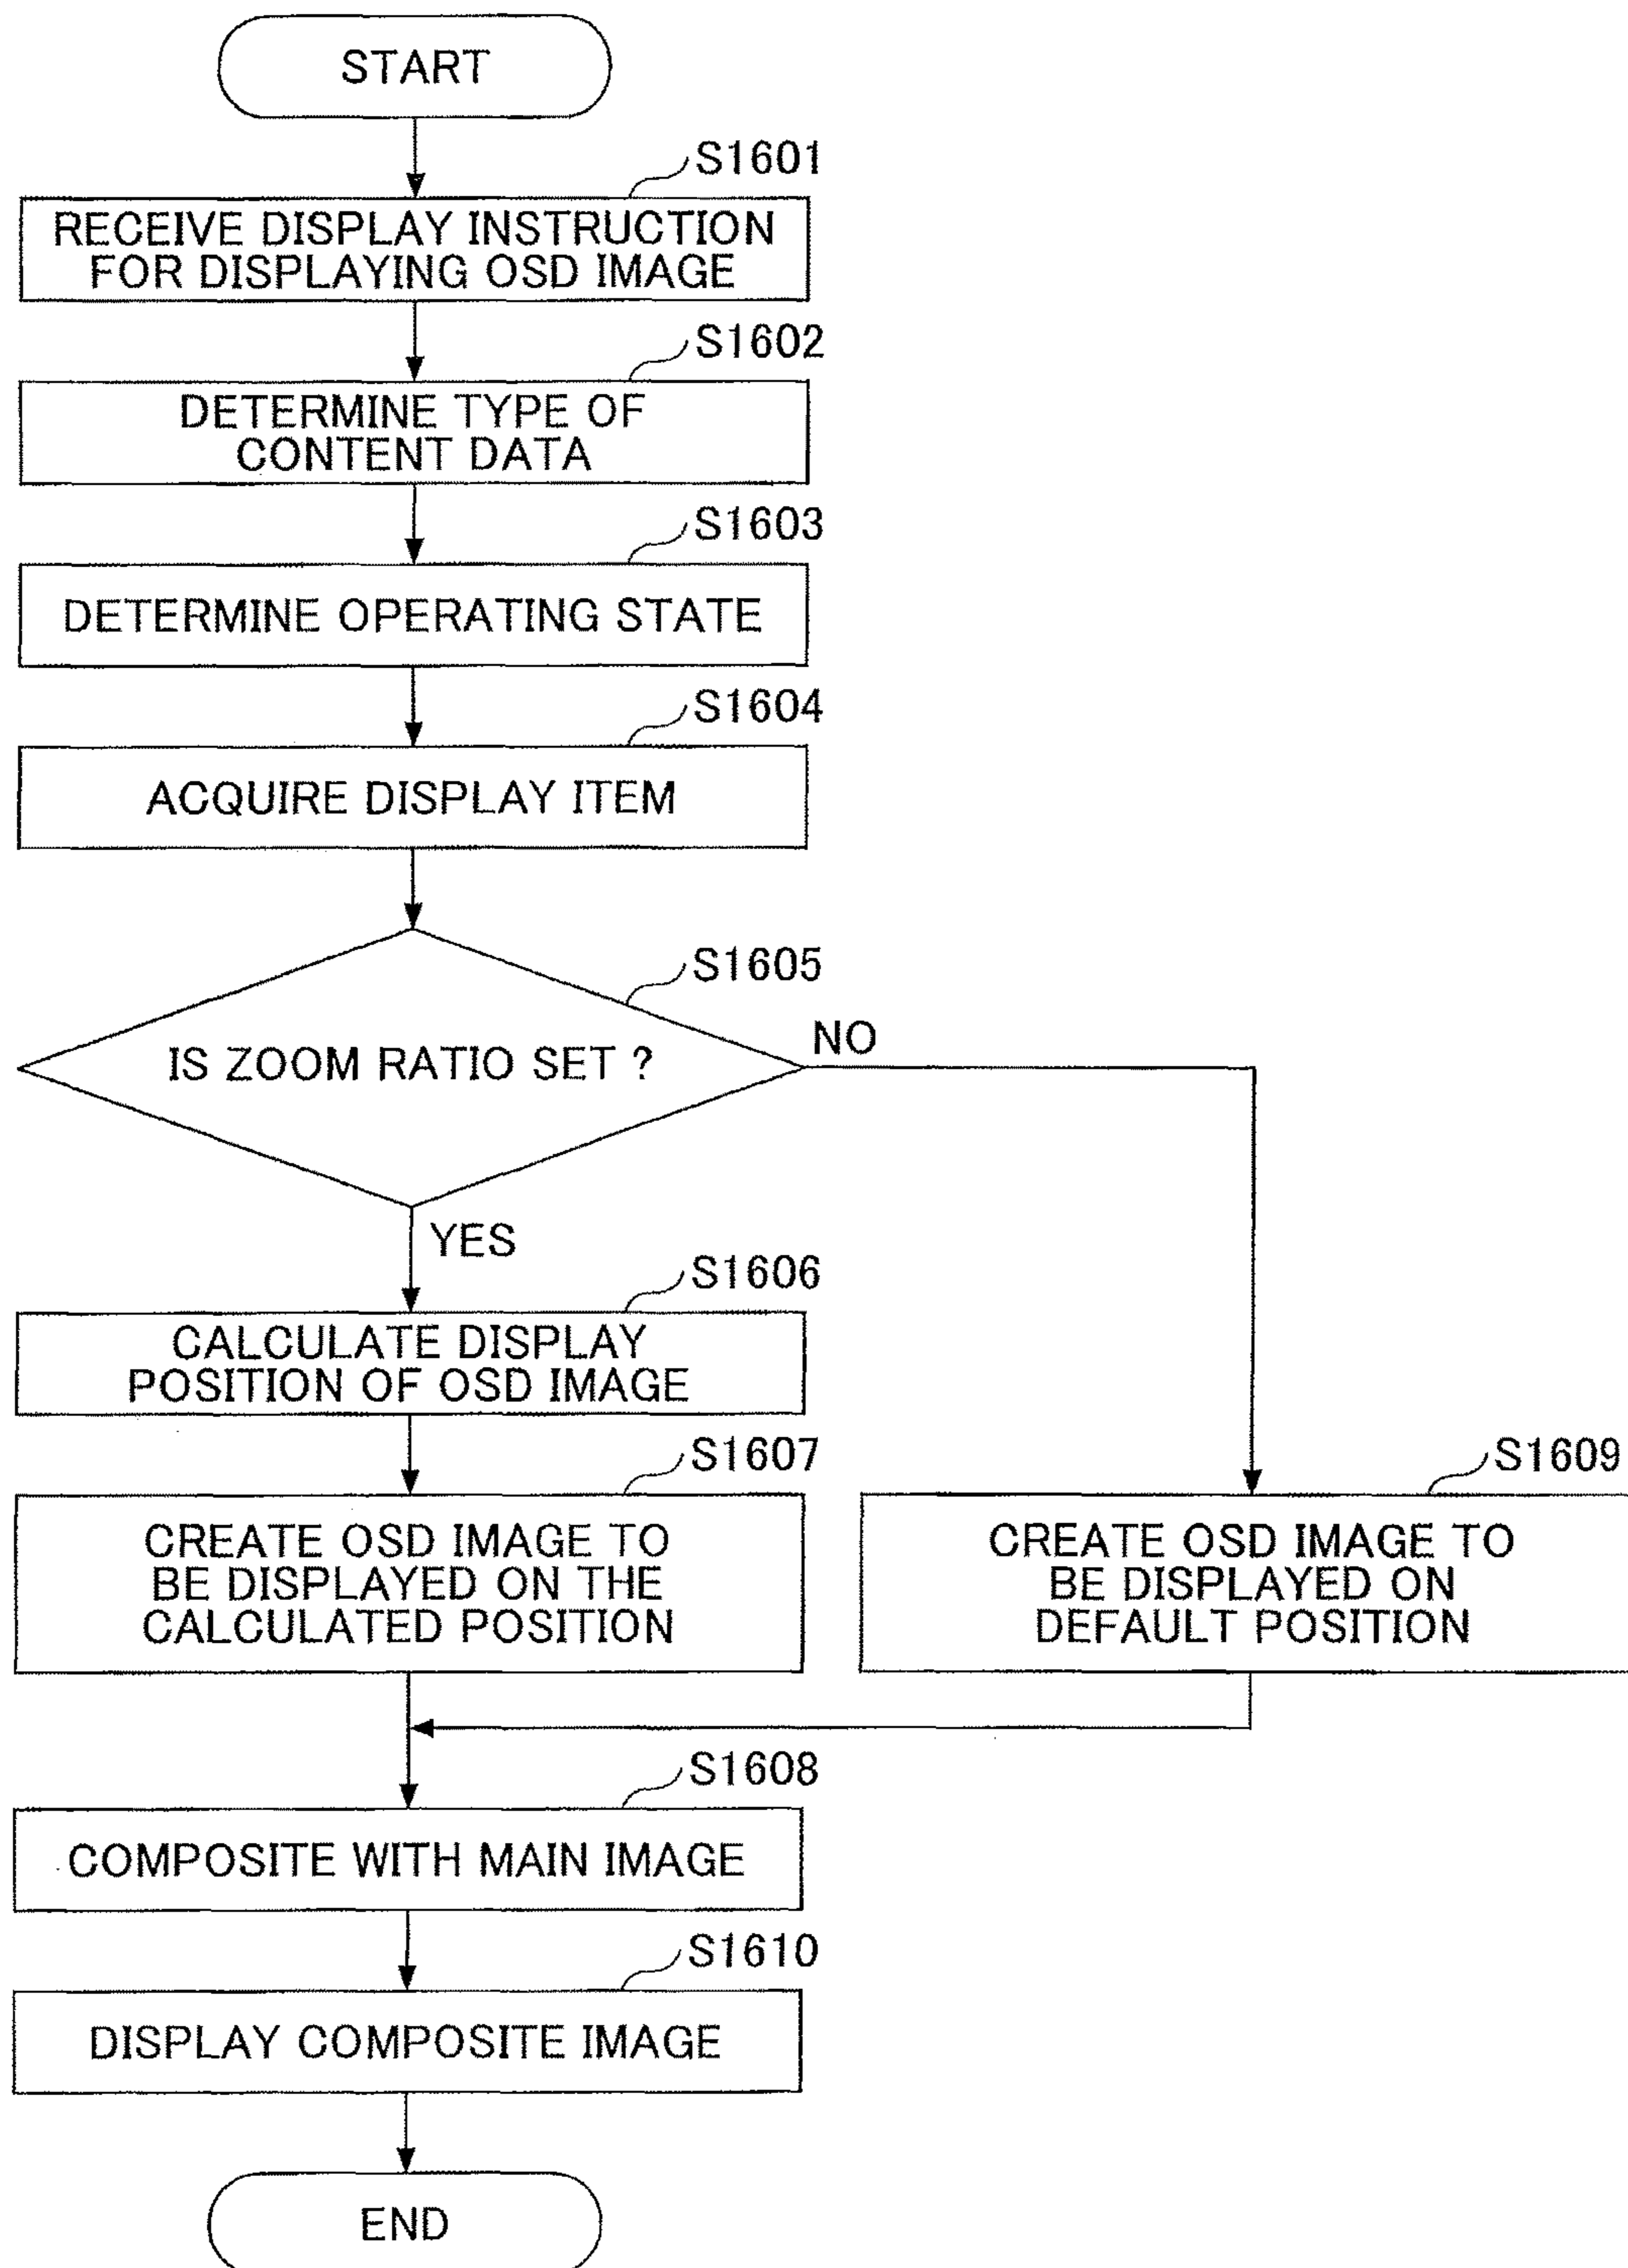 START
S1601
RECEIVE DISPLAY INSTRUCTION
FOR DISPLAYING OSD IMAGE
S1602
DETERMINE TYPE OF
CONTENT DATA
S1603
DETERMINE OPERATING STATE
S1604
ACQUIRE DISPLAY ITEM
S1605
IS ZOOM RATIO SET ?
NO
YES
S1606
CALCULATE DISPLAY
POSITION OF OSD IMAGE
S1607
CREATE OSD IMAGE TO
BE DISPLAYED ON THE
CALCULATED POSITION
S1609
CREATE OSD IMAGE TO
BE DISPLAYED ON
DEFAULT POSITION
S1608
COMPOSITE WITH MAIN IMAGE
S1610
DISPLAY COMPOSITE IMAGE
END